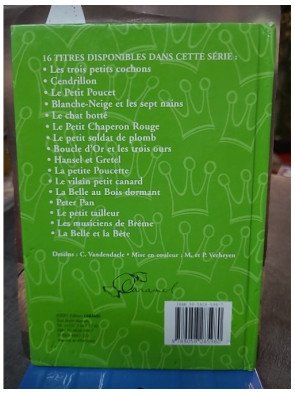 16 TITRES DISPONIBLES DANS CETTE SÉRIE :
• Les trois petits cochons
• Cendrillon
• Le Petit Poucet
• Blanche-Neige et les sept nains
• Le chat botté
• Le Petit Chaperon Rouge
• Le petit soldat de plomb
• Boucle d'Or et les trois ours
• Hansel et Gretel
• La petite Poucette
• Le vilain petit canard
• La Belle au Bois dormant
• Peter Pan
• Le petit tailleur
• Les musiciens de Brême
• La Belle et la Bête
Dessins : C. Vandendaele - Mise en couleur : M. et P. Verheyen